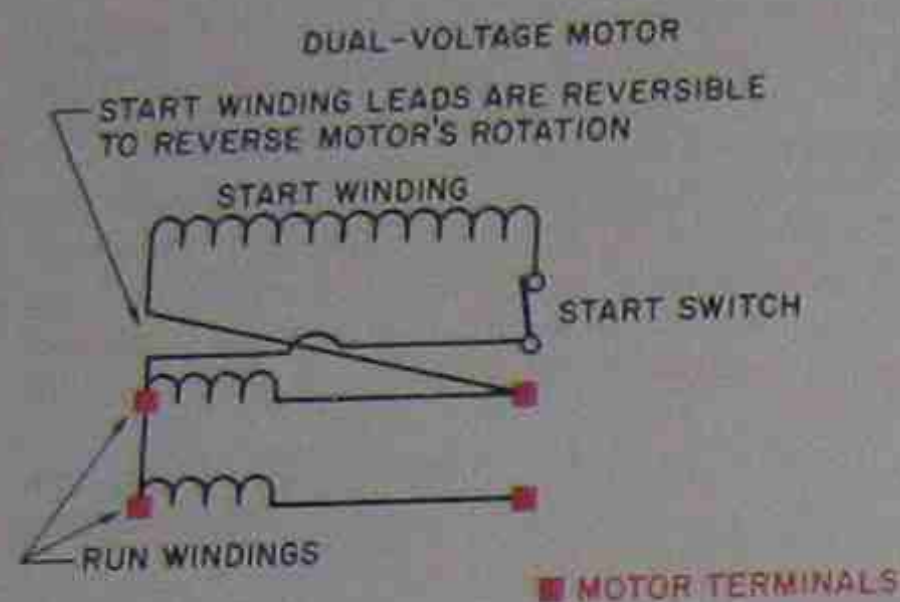 DUAL-VOLTAGE MOTOR
START WINDING LEADS ARE REVERSIBLE
TO REVERSE MOTOR'S ROTATION
START WINDING
START SWITCH
RUN WINDINGS
MOTOR TERMINALS